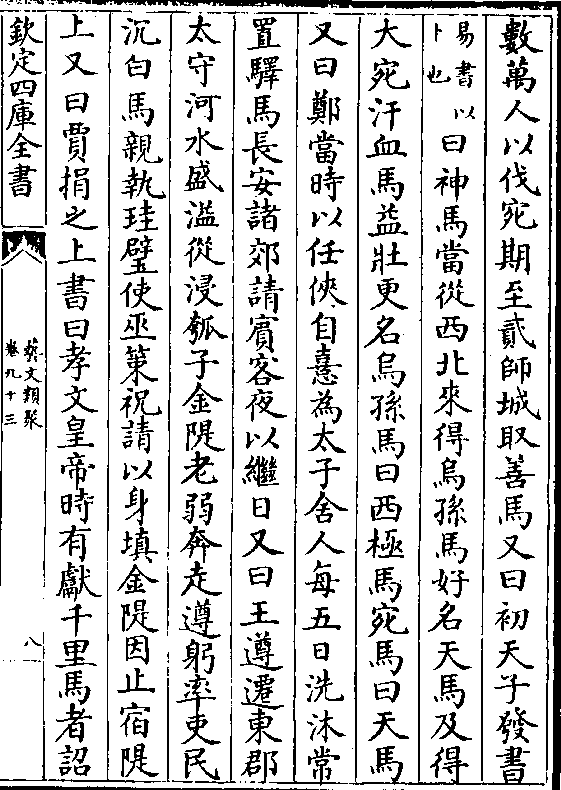 數萬人以伐宛期至貳師城取善馬又曰初天子發書
易書以
卜也
曰神馬當從西北來得烏孫馬好名天馬及得
大宛汗血馬益壯更名烏孫馬曰西極馬宛馬曰天馬
又曰鄭當時以任俠自憙為太子舍人每五日洗沐常
置驛馬長安諸郊請賓客夜以繼日又曰王遵遷東郡
太守河水盛溢從浸瓠子金隄老弱奔走遵躬率吏民
沉白馬親執珪璧使巫策祝請以身填金隄因止宿隄
上又曰賈捐之上書曰孝文皇帝時有獻千里馬者詔
欽定四庫全書
藝文類聚
卷九十三
八